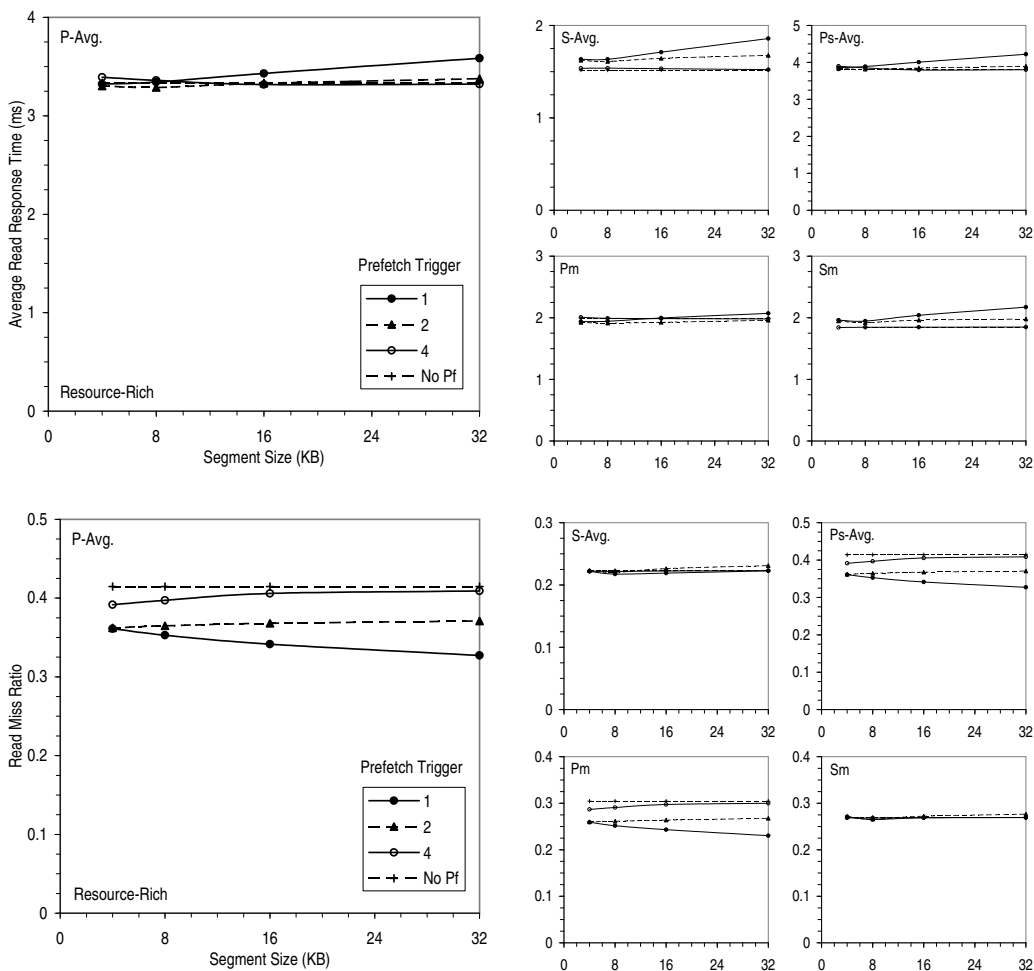 P-Avg.
4
3
2
1
0
Average Read Response Time (ms)
Prefetch Trigger
1
2
4
No Pf
Resource-Rich
0 8 16 24 32
Segment Size (KB)
S-Avg.
2
1
0
0 8 16 24 32
Ps-Avg.
5
4
3
2
1
0
0 8 16 24 32
Pm
3
2
1
0
0 8 16 24 32
Sm
3
2
1
0
0 8 16 24 32
P-Avg.
0.5
0.4
0.3
0.2
0.1
0
Read Miss Ratio
Prefetch Trigger
1
2
4
No Pf
Resource-Rich
0 8 16 24 32
Segment Size (KB)
S-Avg.
0.3
0.2
0.1
0
0 8 16 24 32
Ps-Avg.
0.5
0.4
0.3
0.2
0.1
0
0 8 16 24 32
Pm
0.4
0.3
0.2
0.1
0
0 8 16 24 32
Sm
0.4
0.3
0.2
0.1
0
0 8 16 24 32